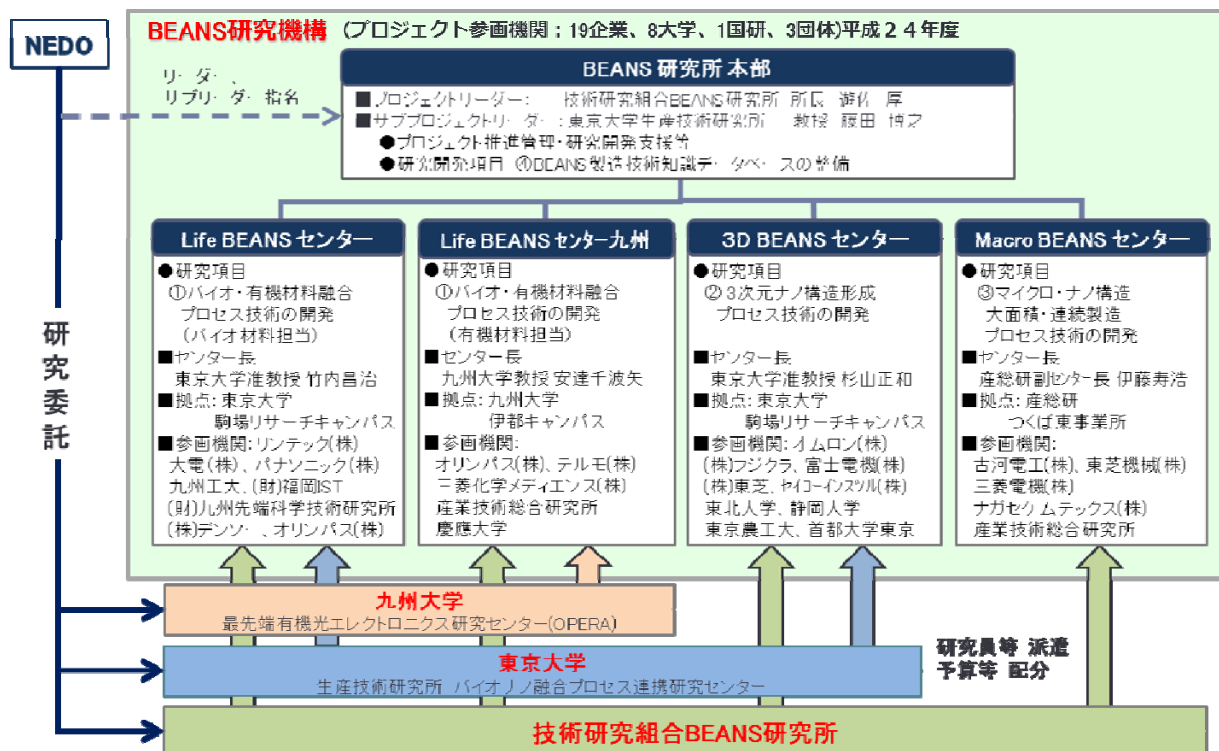 NEDO
BEANS研究機構 (プロジェクト参画機関：19企業、8大学、1国研、3団体)平成２４年度
BEANS 研究所 本部
■プロジェクトリーダー： 技術研究組合BEANS研究所 所長 遊佐 厚
■サブプロジェクトリーダー：東京大学生産技術研究所 教授 藤田 博之
●プロジェクト推進管理・研究開発支援等
●研究開発項目 ④BEANS製造技術知識データベースの整備
指名
研究委託
Life BEANS センター
●研究項目
①バイオ・有機材料融合
プロセス技術の開発
(バイオ材料担当)
■センター長
東京大学准教授 竹内昌治
■拠点：東京大学
駒場リサーチキャンパス
■参画機関：リンテック(株)
大電(株)、パナソニック(株)
九州工大、(財)福岡IST
(財)九州先端科学技術研究所
(株)デンソー、オリンパス(株)
Life BEANS センター九州
●研究項目
①バイオ・有機材料融合
プロセス技術の開発
(有機材料担当)
■センター長
九州大学教授 安達千波矢
■拠点：九州大学
伊都キャンパス
■参画機関：
オリンパス(株)、テルモ(株)
三菱化学メディエンス(株)
産業技術総合研究所
慶應大学
3D BEANS センター
●研究項目
②３次元ナノ構造形成
プロセス技術の開発
■センター長
東京大学准教授 杉山正和
■拠点：東京大学
駒場リサーチキャンパス
■参画機関：オムロン(株)
(株)フジクラ、富士電機(株)
(株)東芝、セイコーインスツル(株)
東北大学、静岡大学
東京農工大、首都大学東京
Macro BEANS センター
●研究項目
③マイクロ・ナノ構造
大面積・連続製造
プロセス技術の開発
■センター長
産総研副センター長 伊藤寿浩
■拠点：産総研
つくば東事業所
■参画機関：
古河電工(株)、東芝機械(株)
三菱電機(株)
ナガセケムテックス(株)
産業技術総合研究所
九州大学
最先端有機光エレクトロニクス研究センター(OPERA)
東京大学
生産技術研究所 バイオナノ融合プロセス連携研究センター
研究員等 派遣
予算等 配分
技術研究組合BEANS研究所